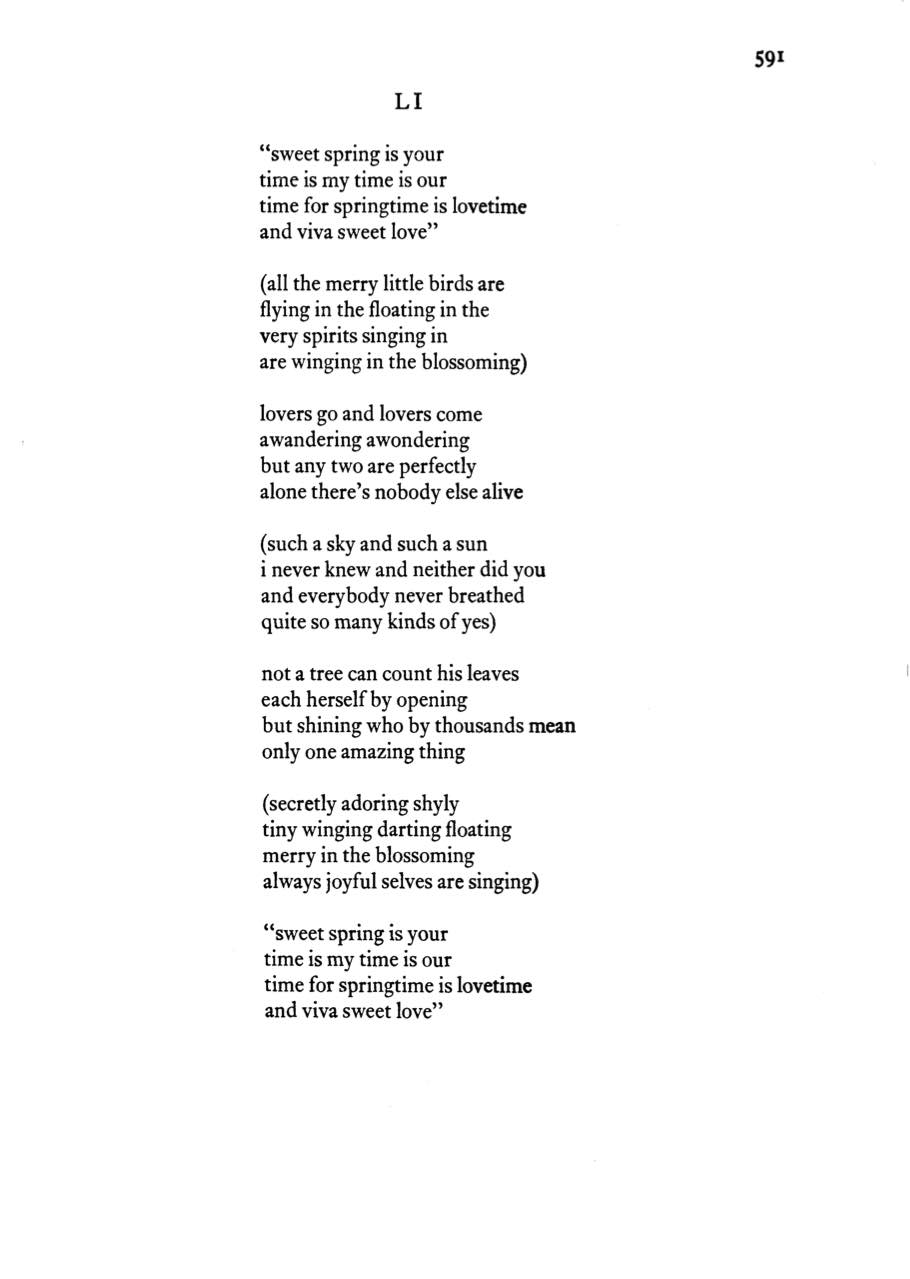 591
LI
“sweet spring is your
time is my time is our
time for springtime is lovetime
and viva sweet love”
(all the merry little birds are
flying in the floating in the
very spirits singing in
are winging in the blossoming)
lovers go and lovers come
awandering awondering
but any two are perfectly
alone there’s nobody else alive
(such a sky and such a sun
i never knew and neither did you
and everybody never breathed
quite so many kinds of yes)
not a tree can count his leaves
each herself by opening
but shining who by thousands mean
only one amazing thing
(secretly adoring shyly
tiny winging darting floating
merry in the blossoming
always joyful selves are singing)
“sweet spring is your
time is my time is our
time for springtime is lovetime
and viva sweet love”